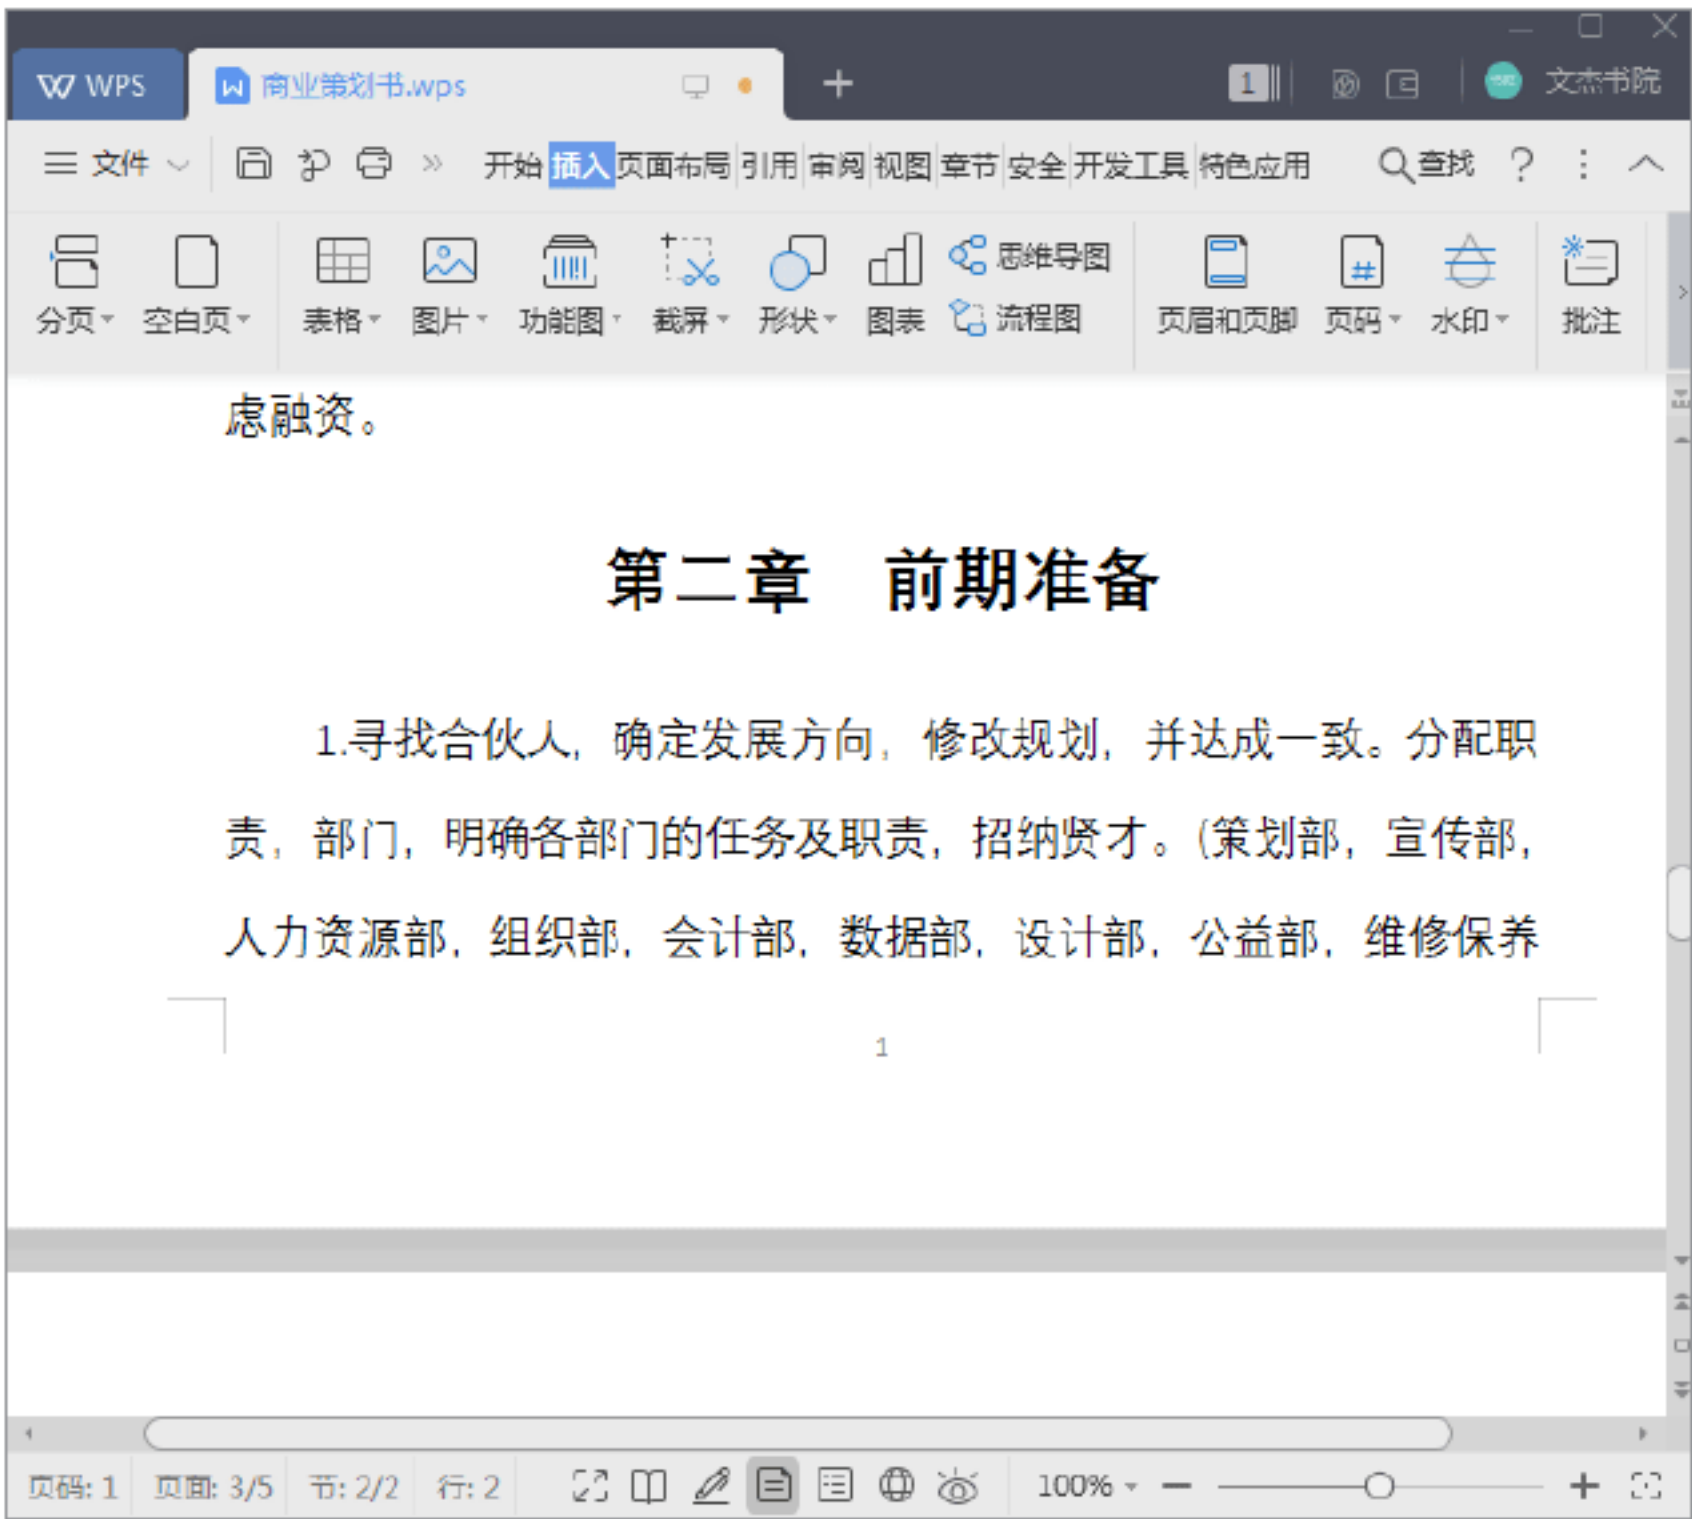 WPS 商业策划书.wps + 1 文杰书院
文件 开始 插入 页面布局 引用 审阅 视图 章节 安全 开发工具 特色应用 查找 ?
分页 空白页 表格 图片 功能图 截屏 形状 图表 思维导图 流程图 页眉和页脚 页码 水印 批注
虑融资。
第二章 前期准备
1.寻找合伙人，确定发展方向，修改规划，并达成一致。分配职
责，部门，明确各部门的任务及职责，招纳贤才。(策划部，宣传部，
人力资源部，组织部，会计部，数据部，设计部，公益部，维修保养
1
页码: 1 页面: 3/5 节: 2/2 行: 2 100%